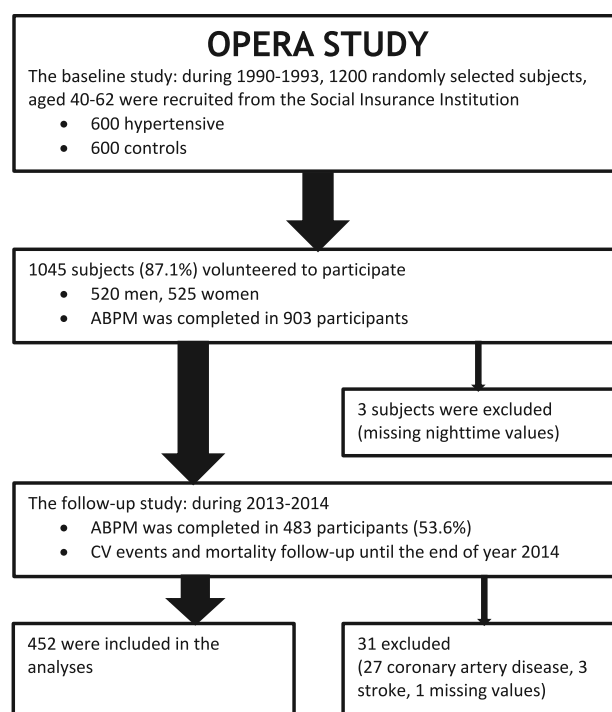 OPERA STUDY
The baseline study: during 1990-1993, 1200 randomly selected subjects,
aged 40-62 were recruited from the Social Insurance Institution
• 600 hypertensive
• 600 controls
1045 subjects (87.1%) volunteered to participate
• 520 men, 525 women
• ABPM was completed in 903 participants
3 subjects were excluded
(missing nighttime values)
The follow-up study: during 2013-2014
• ABPM was completed in 483 participants (53.6%)
• CV events and mortality follow-up until the end of year 2014
452 were included in the
analyses
31 excluded
(27 coronary artery disease, 3
stroke, 1 missing values)